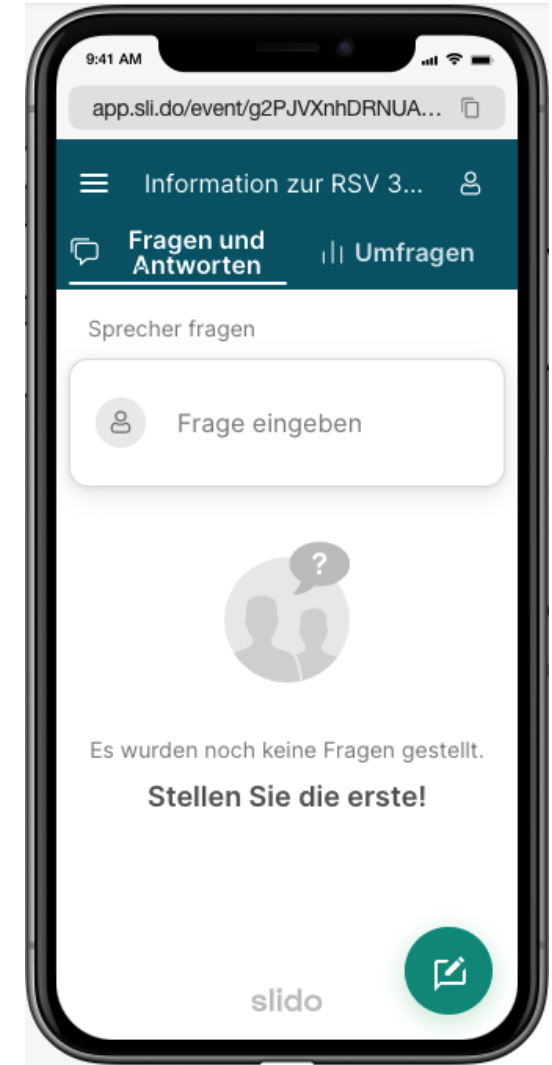 9:41 AM
app.sli.do/event/g2PJVXnhDRNUA...
Information zur RSV 3...
Fragen und
Antworten
Umfragen
Sprecher fragen
Frage eingeben
?
Es wurden noch keine Fragen gestellt.
Stellen Sie die erste!
slido